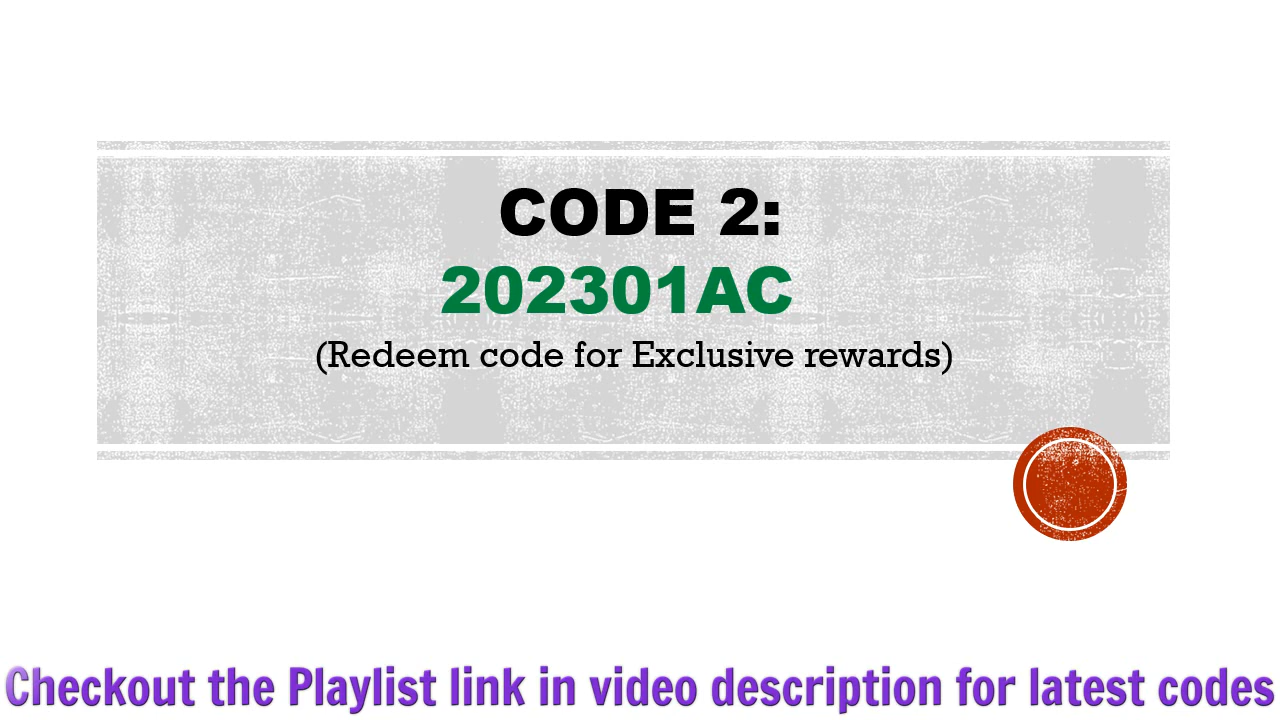 CODE 2:
202301AC
(Redeem code for Exclusive rewards)
Checkout the Playlist link in video description for latest codes